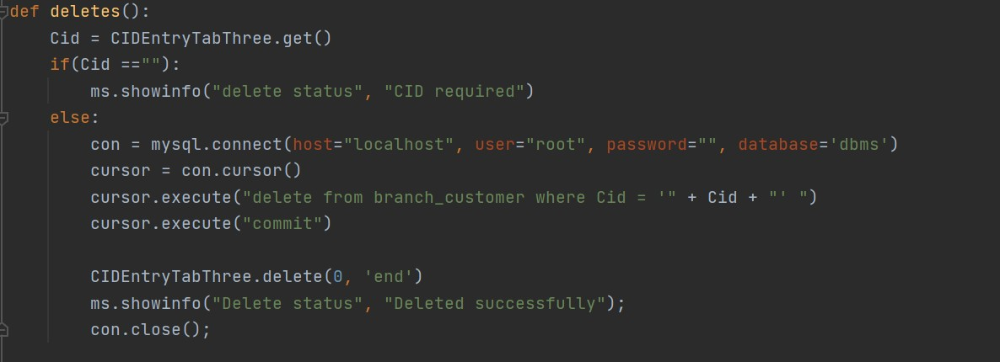 def deletes():
    Cid = CIDEntryTabThree.get()
    if(Cid ==""):
        ms.showinfo("delete status", "CID required")
    else:
        con = mysql.connect(host="localhost", user="root", password="", database='dbms')
        cursor = con.cursor()
        cursor.execute("delete from branch_customer where Cid = '" + Cid + "' ")
        cursor.execute("commit")

        CIDEntryTabThree.delete(0, 'end')
        ms.showinfo("Delete status", "Deleted successfully");
        con.close();